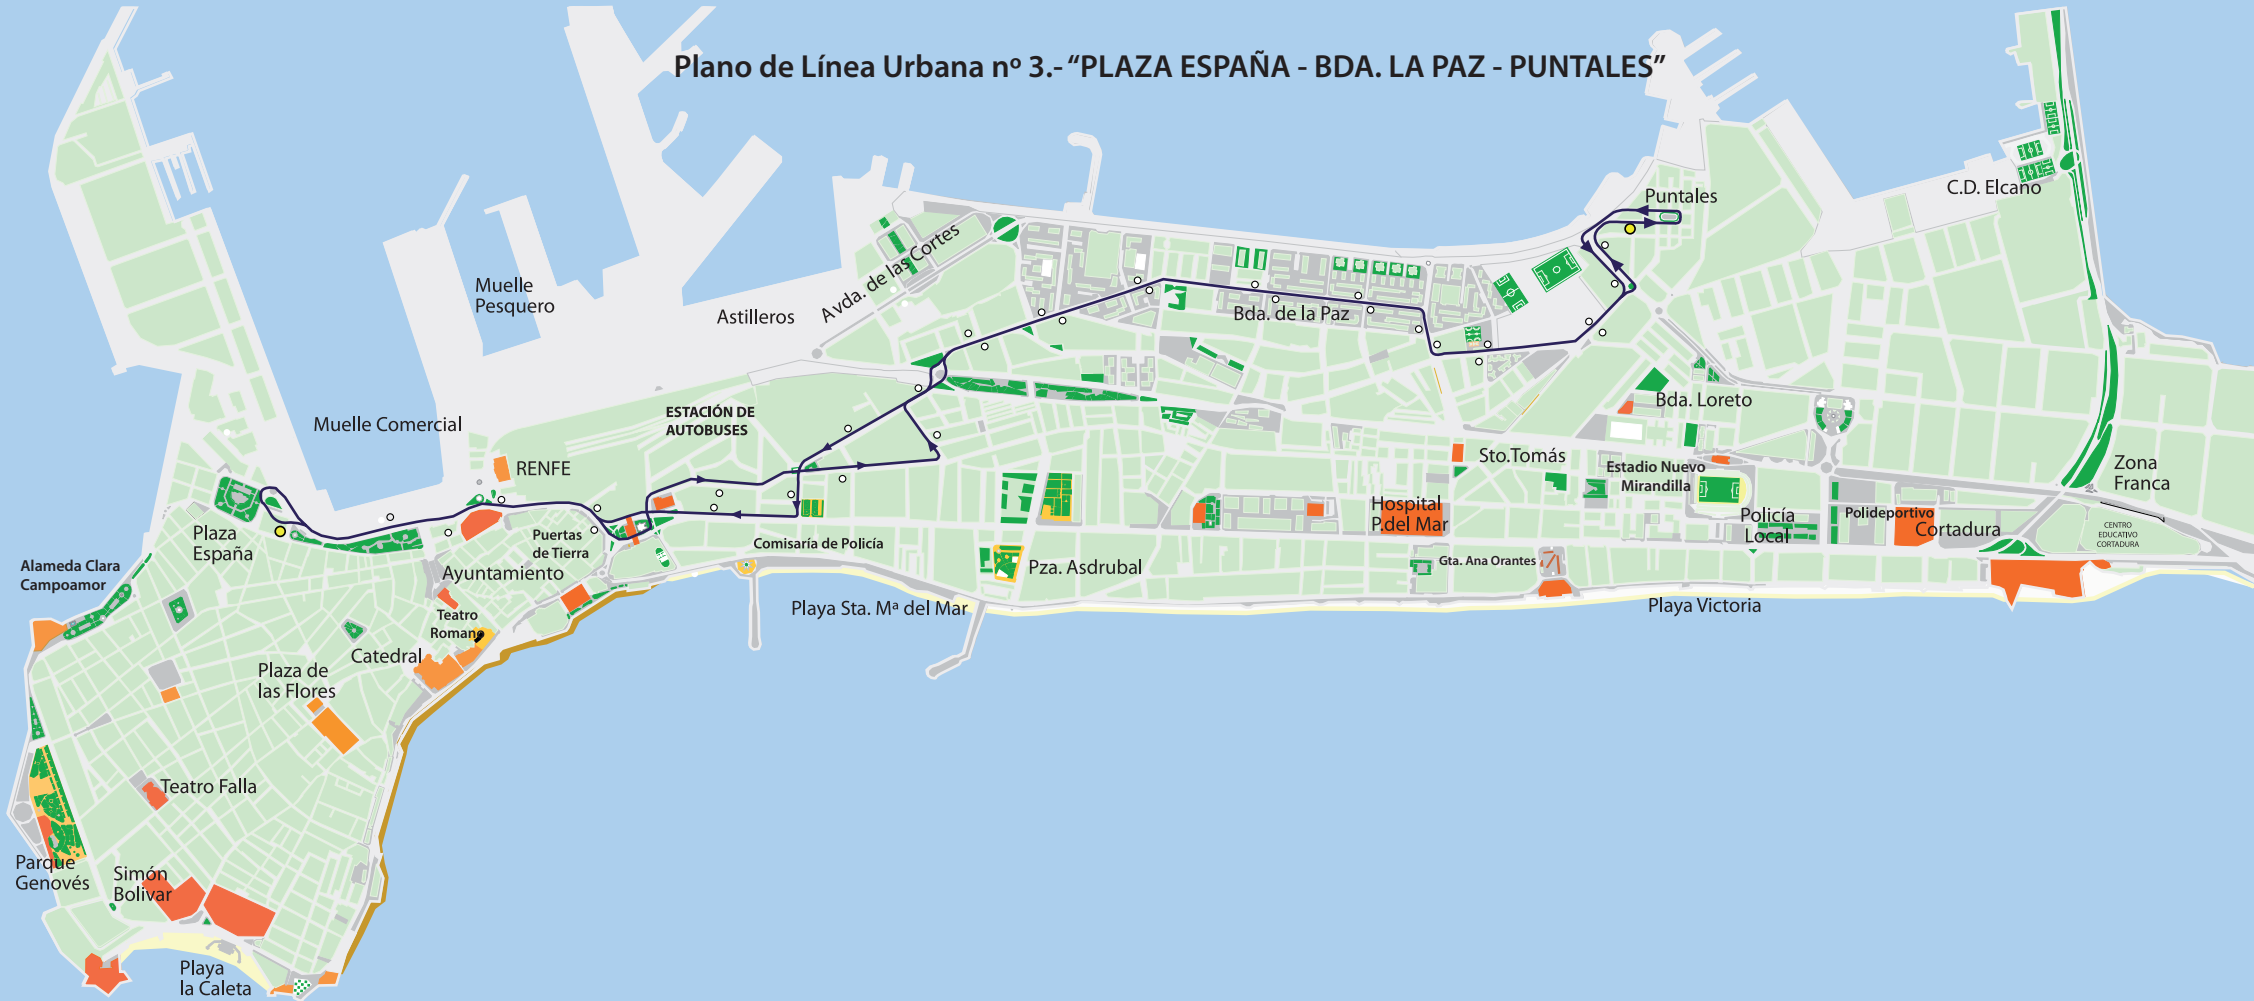 Plano de Línea Urbana nº 3.- “PLAZA ESPAÑA - BDA. LA PAZ - PUNTALES”
Puntales
C.D. Elcano
Avda. de las Cortes
Muelle
Pesquero
Astilleros
Bda. de la Paz
Muelle Comercial
ESTACIÓN DE
AUTOBUSES
Bda. Loreto
RENFE
Sto.Tomás
Estadio Nuevo
Mirandilla
Zona
Franca
Plaza
España
Puertas
de Tierra
Comisaría de Policía
Hospital
P.del Mar
Policía
Local
Polideportivo
Cortadura
CENTRO
EDUCATIVO
CORTADURA
Alameda Clara
Campoamor
Ayuntamiento
Pza. Asdrubal
Gta. Ana Orantes
Playa Sta. Mª del Mar
Playa Victoria
Teatro
Romano
Catedral
Plaza de
las Flores
Teatro Falla
Parque
Genovés
Simón
Bolivar
Playa
la Caleta